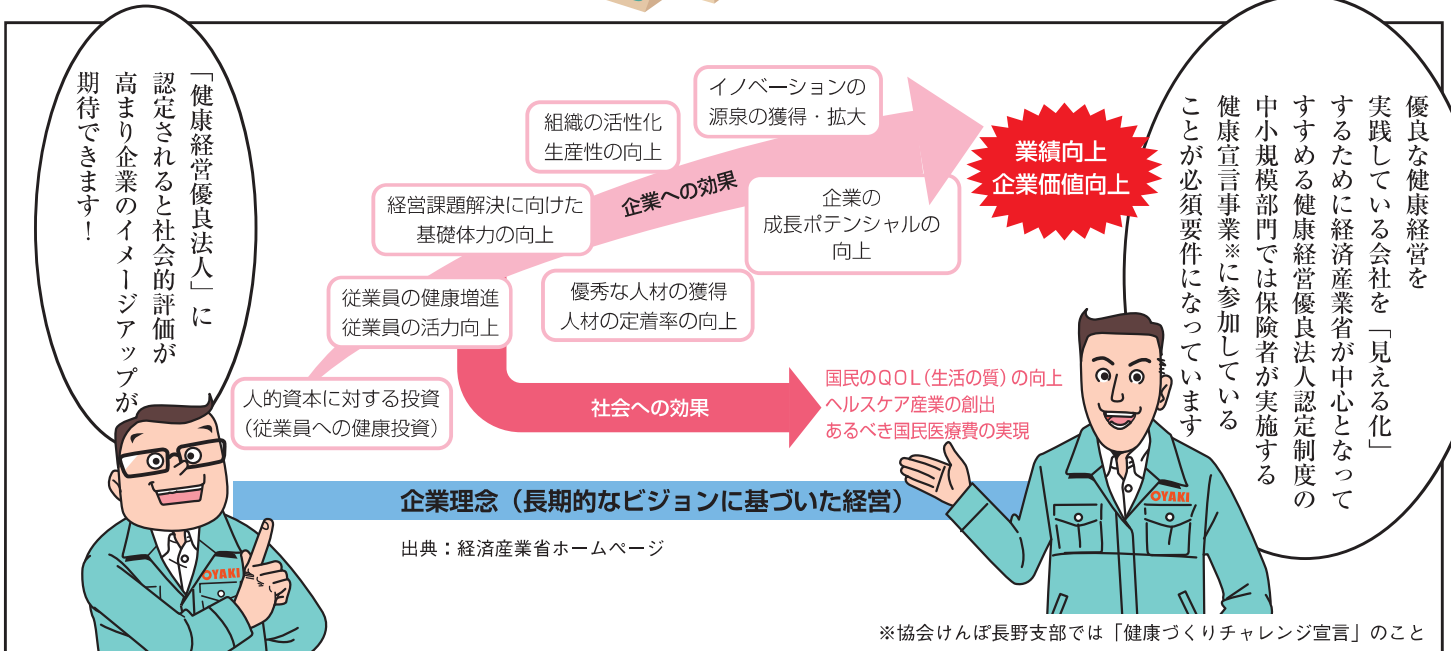 優良な健康経営を
実践している会社を「見える化」
するために経済産業省が中心となって
すすめる健康経営優良法人認定制度の
中小規模部門では保険者が実施する
健康宣言事業※に参加している
ことが必須要件になっています
「健康経営優良法人」に
認定されると社会的評価が
高まり企業のイメージアップが
期待できます！
イノベーションの
源泉の獲得・拡大
組織の活性化
生産性の向上
業績向上
企業価値向上
企業への効果
経営課題解決に向けた
基礎体力の向上
企業の
成長ポテンシャルの
向上
従業員の健康増進
従業員の活力向上
優秀な人材の獲得
人材の定着率の向上
人的資本に対する投資
（従業員への健康投資）
社会への効果
国民のQOL（生活の質）の向上
ヘルスケア産業の創出
あるべき国民医療費の実現
企業理念（長期的なビジョンに基づいた経営）
出典：経済産業省ホームページ
OYAKI
OYAKI
※協会けんぽ長野支部では「健康づくりチャレンジ宣言」のこと